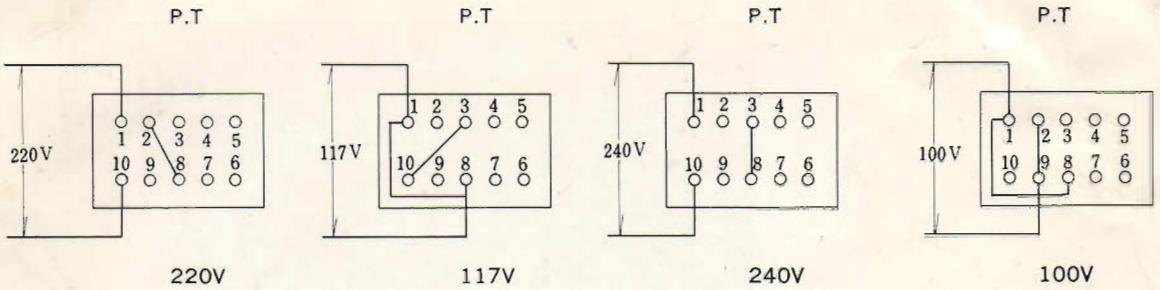 P.T P.T P.T P.T
1 2 3 4 5
10 9 8 7 6
220V
220V
1 2 3 4 5
10 9 8 7 6
117V
117V
1 2 3 4 5
10 9 8 7 6
240V
240V
1 2 3 4 5
10 9 8 7 6
100V
100V